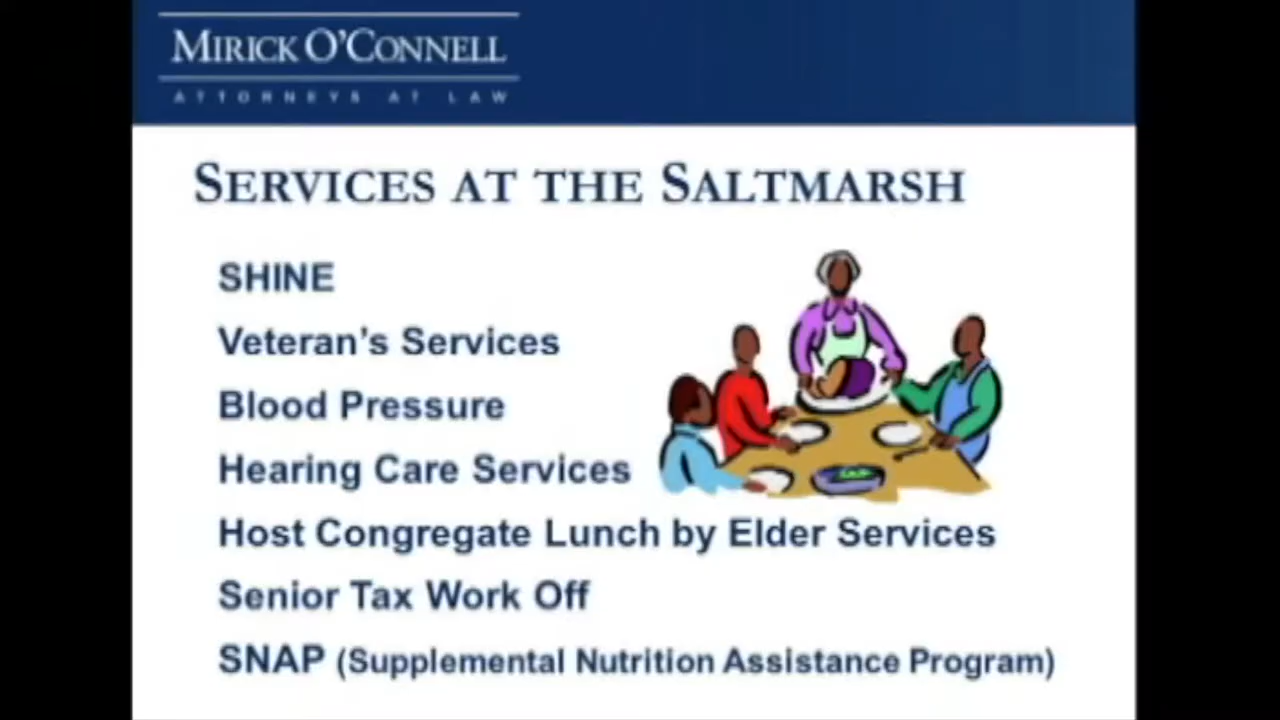 MIRICK O'CONNELL
ATTORNEYS AT LAW
SERVICES AT THE SALTMARSH
SHINE
Veteran's Services
Blood Pressure
Hearing Care Services
Host Congregate Lunch by Elder Services
Senior Tax Work Off
SNAP (Supplemental Nutrition Assistance Program)